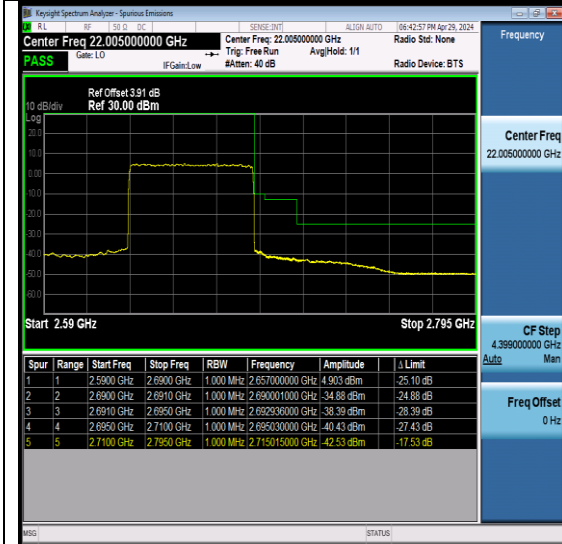 Keysight Spectrum Analyzer - Spurious Emissions
RL RF 50 Ω DC SENSE:INT ALIGN AUTO 06:42:57 PM Apr 29, 2024
Center Freq 22.005000000 GHz Center Freq: 22.005000000 GHz Radio Std: None Frequency
Gate: LO Trig: Free Run Avg|Hold: 1/1
PASS IFGain:Low #Atten: 40 dB Radio Device: BTS
Ref Offset 3.91 dB
10 dB/div Ref 30.00 dBm
Log
20.0
10.0
0.00
-10.0
-20.0
-30.0
-40.0
-50.0
-60.0
Start 2.59 GHz Stop 2.795 GHz
Center Freq
22.005000000 GHz
CF Step
4.399000000 GHz
Auto Man
Freq Offset
0 Hz
Spur Range Start Freq Stop Freq RBW Frequency Amplitude Δ Limit
1 1 2.5900 GHz 2.6900 GHz 1.000 MHz 2.657000000 GHz 4.903 dBm -25.10 dB
2 2 2.6900 GHz 2.6910 GHz 1.000 MHz 2.690001000 GHz -34.88 dBm -24.88 dB
3 3 2.6910 GHz 2.6950 GHz 1.000 MHz 2.692936000 GHz -38.39 dBm -28.39 dB
4 4 2.6950 GHz 2.7100 GHz 1.000 MHz 2.695030000 GHz -40.43 dBm -27.43 dB
5 5 2.7100 GHz 2.7950 GHz 1.000 MHz 2.715015000 GHz -42.53 dBm -17.53 dB
MSG STATUS